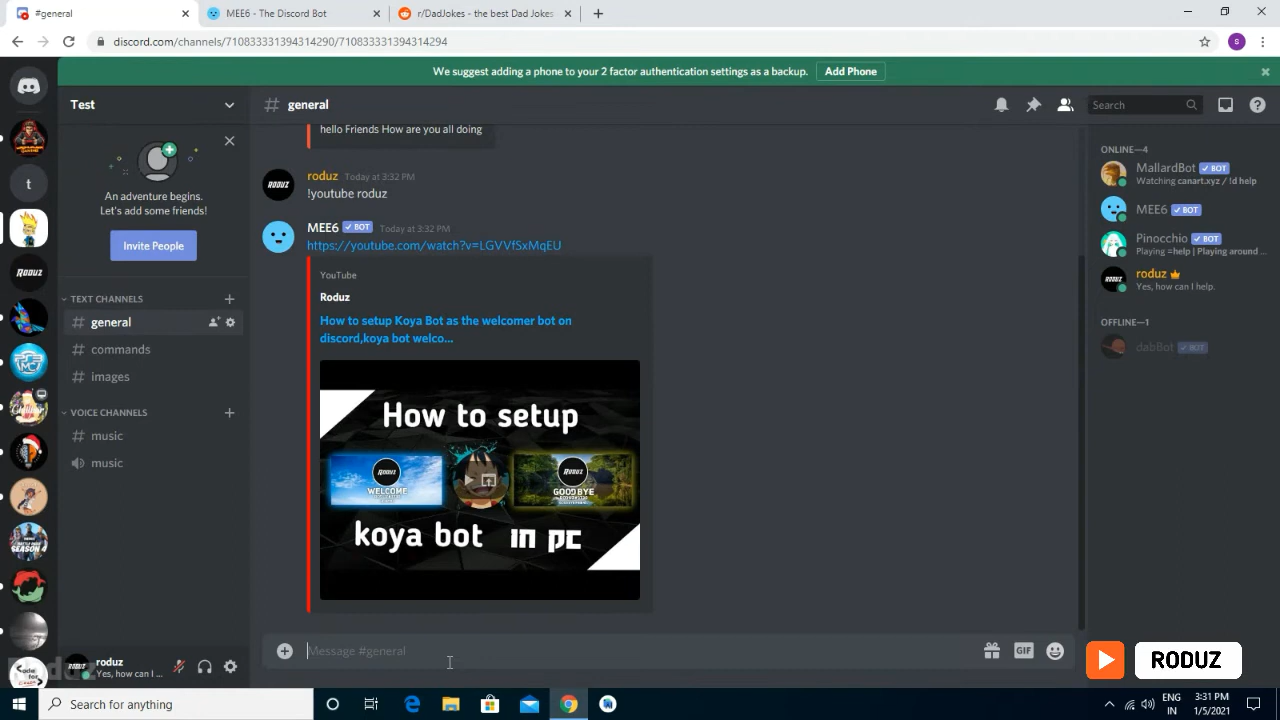 #general
MEE6 - The Discord Bot
r/DadJokes - the best Dad Jokes
discord.com/channels/710833331394314290/710833331394314294
S
We suggest adding a phone to your 2 factor authentication settings as a backup.
Add Phone
Test
general
Search
An adventure begins.
Let's add some friends!
Invite People
TEXT CHANNELS
general
commands
images
VOICE CHANNELS
music
music
t
RODUZ
hello Friends How are you all doing
RODUZ
roduz Today at 3:32 PM
!youtube roduz
MEE6 BOT Today at 3:32 PM
https://youtube.com/watch?v=LGVVfSxMqEU
YouTube
Roduz
How to setup Koya Bot as the welcomer bot on
discord,koya bot welco...
How to setup
RODUZ
WELCOME
RODUZ
GOODBYE
koya bot in pc
Message #general
GIF
ONLINE—4
MallardBot BOT
Watching canart.xyz / !d help
MEE6 BOT
Pinocchio BOT
Playing =help | Playing around ...
roduz
Yes, how can I help.
OFFLINE—1
dabBot BOT
roduz
Yes, how can I ...
RODUZ
Search for anything
ENG
IN
3:31 PM
1/5/2021